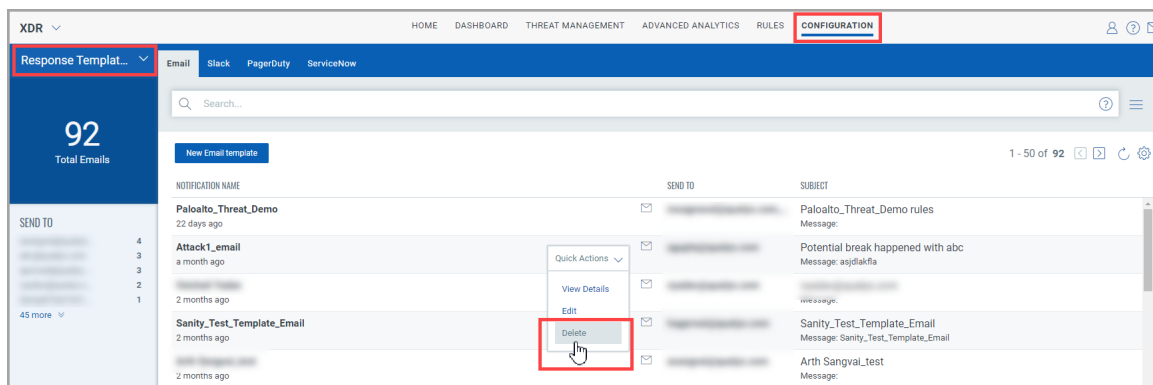 XDR
HOME DASHBOARD THREAT MANAGEMENT ADVANCED ANALYTICS RULES CONFIGURATION
Response Templat...
Email Slack PagerDuty ServiceNow
Search...
92
Total Emails
New Email template
1 - 50 of 92
NOTIFICATION NAME SEND TO SUBJECT
SEND TO
4
3
3
2
1
45 more
Paloalto_Threat_Demo Paloalto_Threat_Demo rules
22 days ago Message:
Attack1_email Potential break happened with abc
a month ago Message: asjdlakfla
Quick Actions
View Details
Edit
Delete
2 months ago Message:
Sanity_Test_Template_Email Sanity_Test_Template_Email
2 months ago Message: Sanity_Test_Template_Email
Arth Sangvai_test
2 months ago Message: